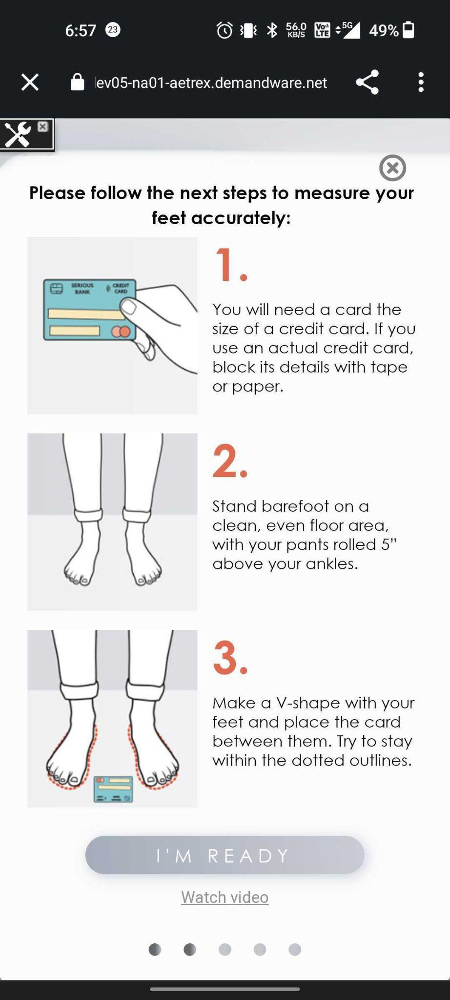 6:57 23 56.0 KB/S Vo)) LTE 5G 49%
lev05-na01-aetrex.demandware.net
Please follow the next steps to measure your
feet accurately:
SERIOUS BANK
CREDIT CARD
1.
You will need a card the
size of a credit card. If you
use an actual credit card,
block its details with tape
or paper.
2.
Stand barefoot on a
clean, even floor area,
with your pants rolled 5”
above your ankles.
3.
Make a V-shape with your
feet and place the card
between them. Try to stay
within the dotted outlines.
I'M READY
Watch video